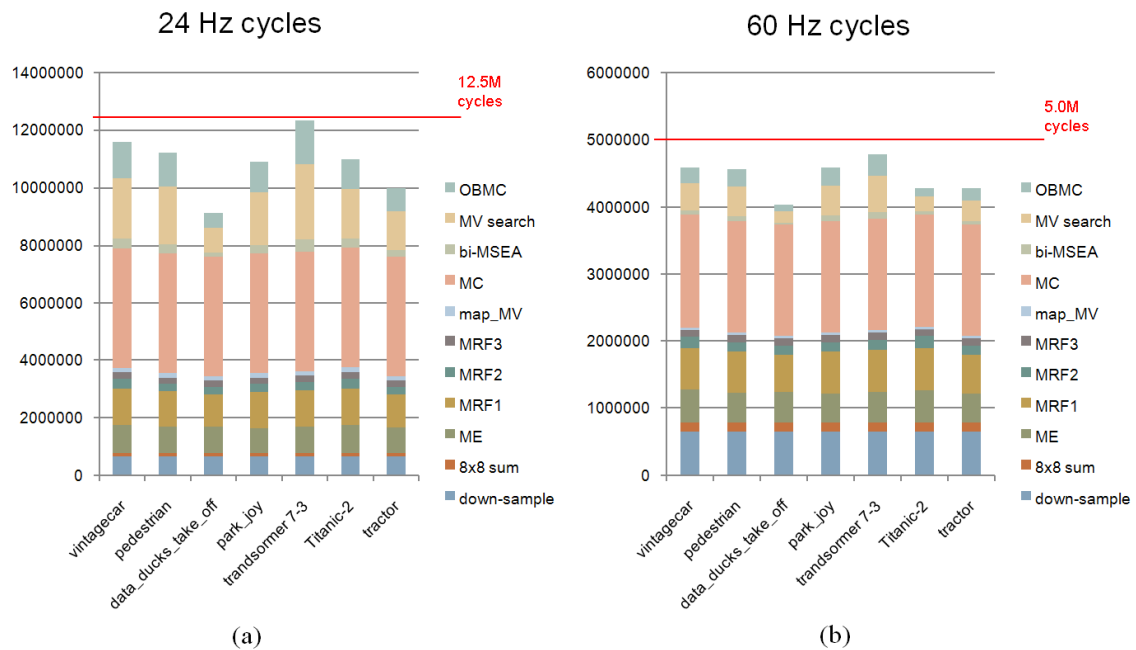 24 Hz cycles
14000000
12000000
10000000
8000000
6000000
4000000
2000000
0
12.5M
cycles
OBMC
MV search
bi-MSEA
MC
map_MV
MRF3
MRF2
MRF1
ME
8x8 sum
down-sample
vintagecar
pedestrian
data_ducks_take_off
park_joy
trandsormer 7-3
Titanic-2
tractor
(a)
60 Hz cycles
6000000
5000000
4000000
3000000
2000000
1000000
0
5.0M
cycles
OBMC
MV search
bi-MSEA
MC
map_MV
MRF3
MRF2
MRF1
ME
8x8 sum
down-sample
vintagecar
pedestrian
data_ducks_take_off
park_joy
trandsormer 7-3
Titanic-2
tractor
(b)